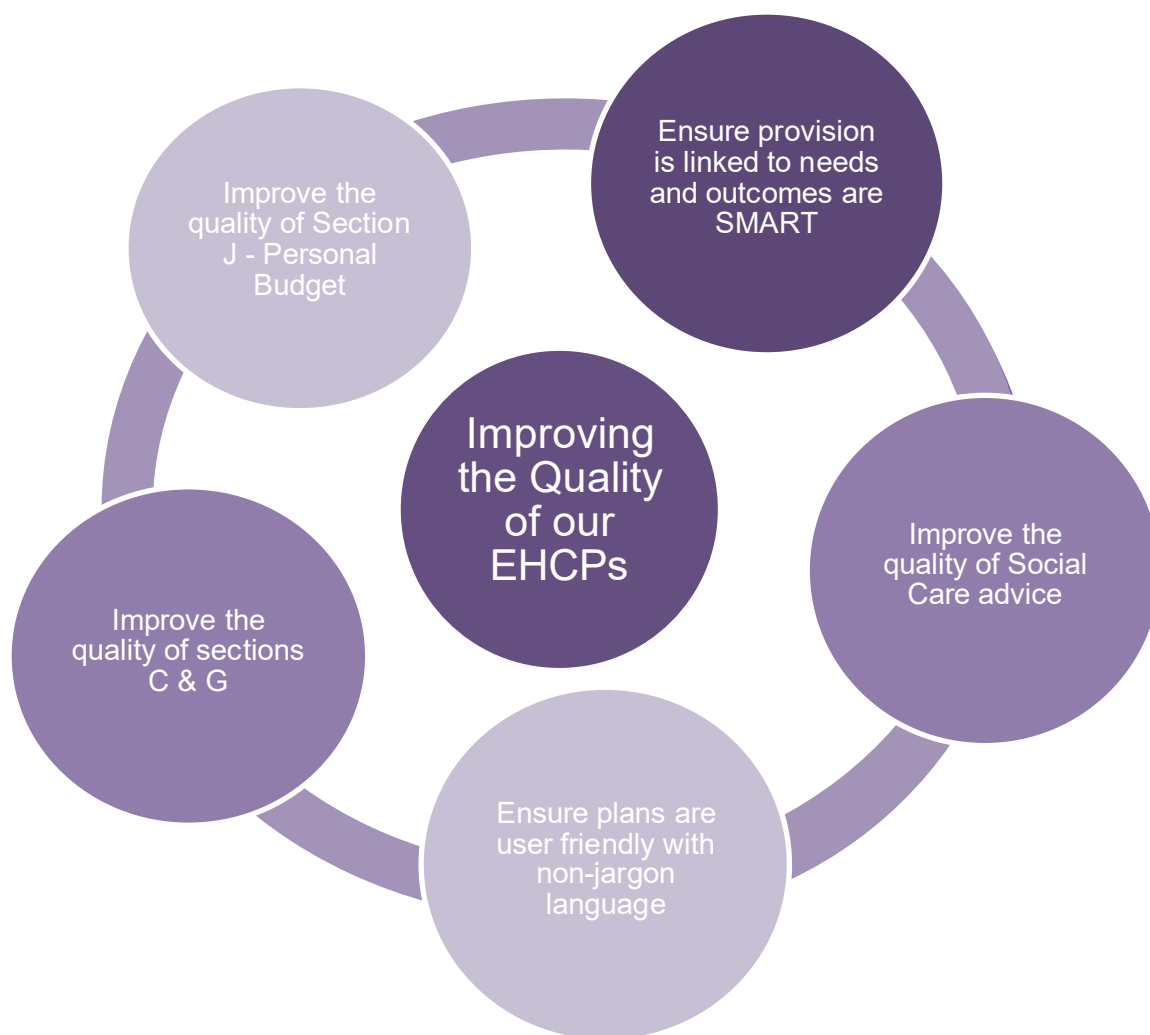 Ensure provision
is linked to needs
and outcomes are
SMART
Improve the
quality of Section
J - Personal
Budget
Improving
the Quality
of our
EHCPs
Improve the
quality of Social
Care advice
Improve the
quality of sections
C & G
Ensure plans are
user friendly with
non-jargon
language